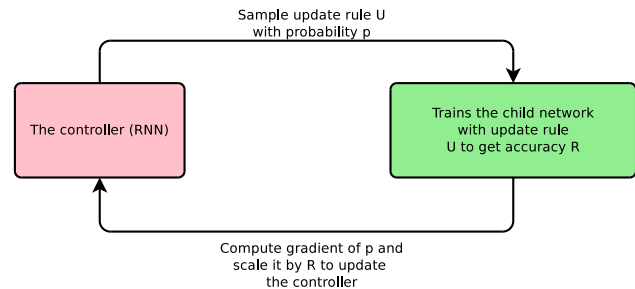 Sample update rule U
with probability p
The controller (RNN)
Trains the child network
with update rule
U to get accuracy R
Compute gradient of p and
scale it by R to update
the controller